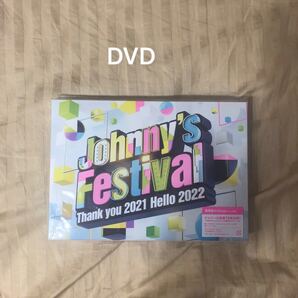 DVD
Johnny's
Festival
Thank you 2021 Hello 2022